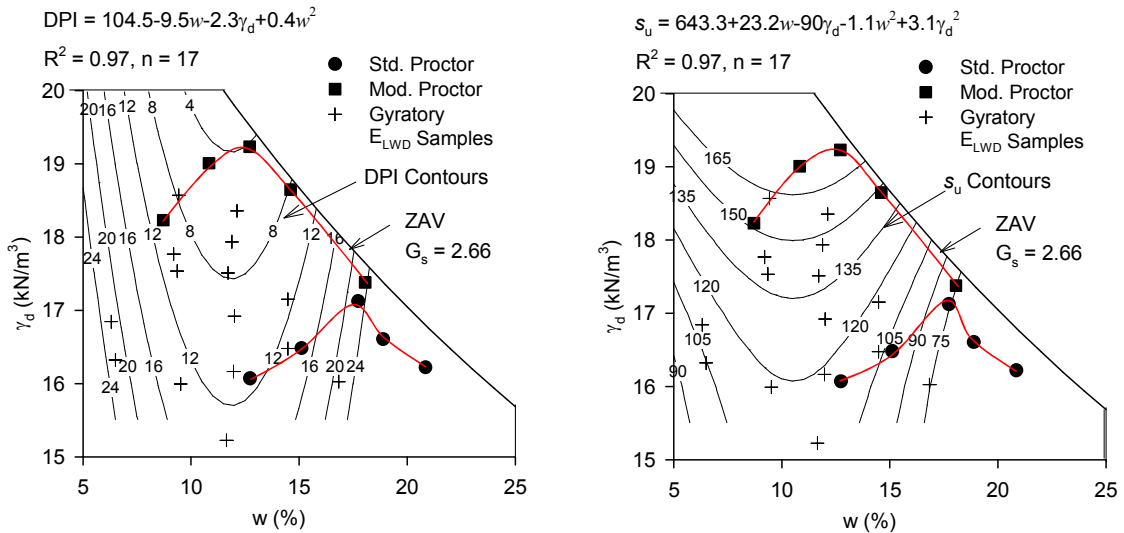 DPI = 104.5-9.5w-2.3γd+0.4w²
R² = 0.97, n = 17
Std. Proctor
Mod. Proctor
Gyratory
E_LWD Samples
20
19
18
17
16
15
γd (kN/m³)
20 16 12 8 4
DPI Contours
ZAV
Gs = 2.66
24 20 16 12 8 8 12 16
24 20 16 12 12 16 20 24
5 10 15 20 25
w (%)
su = 643.3+23.2w-90γd-1.1w²+3.1γd²
R² = 0.97, n = 17
Std. Proctor
Mod. Proctor
Gyratory
E_LWD Samples
20
19
18
17
16
15
γd (kN/m³)
165
su Contours
135
150
ZAV
Gs = 2.66
135
120
120
105 105 90 75
90
5 10 15 20 25
w (%)